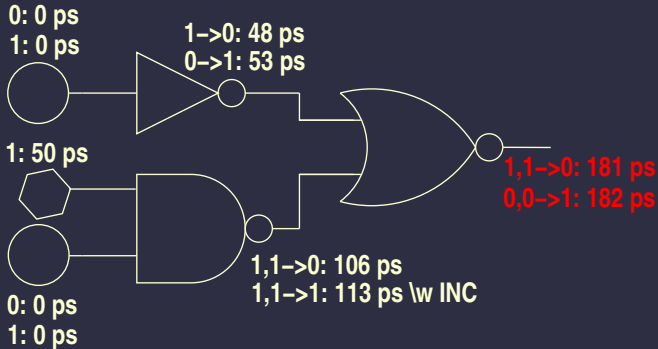 0: 0 ps
1: 0 ps
1−>0: 48 ps
0−>1: 53 ps
1: 50 ps
1,1−>0: 181 ps
0,0−>1: 182 ps
1,1−>0: 106 ps
1,1−>1: 113 ps \w INC
0: 0 ps
1: 0 ps